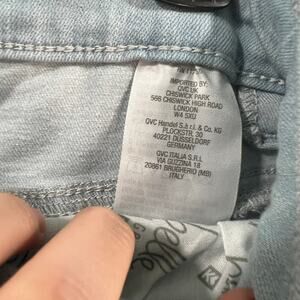 IMPORTED BY:
QVC UK
CHISWICK PARK
566 CHISWICK HIGH ROAD
LONDON
W4 5XU
QVC Handel S.à r.l. & Co. KG
PLOCKSTR. 30
40221 DÜSSELDORF
GERMANY
QVC ITALIA S.R.L
VIA GUZZINA 18
20861 BRUGHERIO (MB)
ITALY